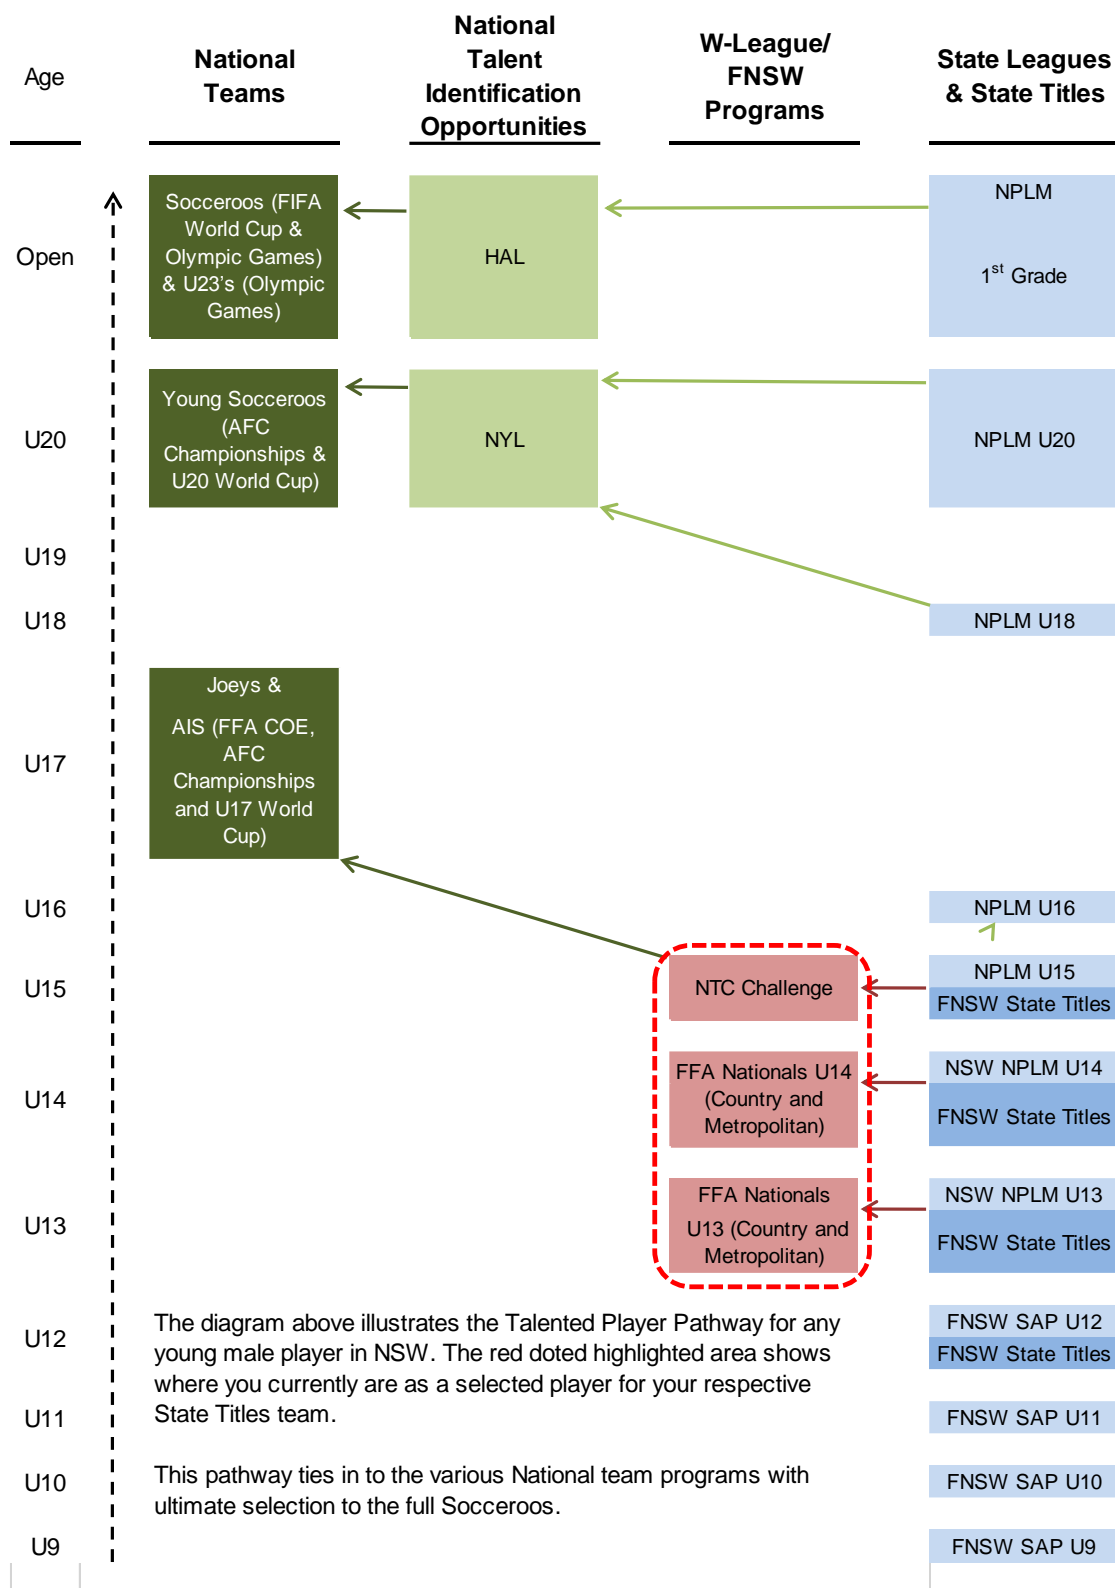 Age
National
Teams
National
Talent
Identification
Opportunities
W-League/
FNSW
Programs
State Leagues
& State Titles
Open
Socceroos (FIFA
World Cup &
Olympic Games)
& U23's (Olympic
Games)
HAL
NPLM
1st Grade
U20
Young Socceroos
(AFC
Championships &
U20 World Cup)
NYL
NPLM U20
U19
U18
NPLM U18
U17
Joeys &
AIS (FFA COE,
AFC
Championships
and U17 World
Cup)
U16
NPLM U16
U15
NTC Challenge
NPLM U15
FNSW State Titles
U14
FFA Nationals U14
(Country and
Metropolitan)
NSW NPLM U14
FNSW State Titles
U13
FFA Nationals
U13 (Country and
Metropolitan)
NSW NPLM U13
FNSW State Titles
U12
FNSW SAP U12
FNSW State Titles
U11
FNSW SAP U11
U10
FNSW SAP U10
U9
FNSW SAP U9
The diagram above illustrates the Talented Player Pathway for any
young male player in NSW. The red doted highlighted area shows
where you currently are as a selected player for your respective
State Titles team.
This pathway ties in to the various National team programs with
ultimate selection to the full Socceroos.